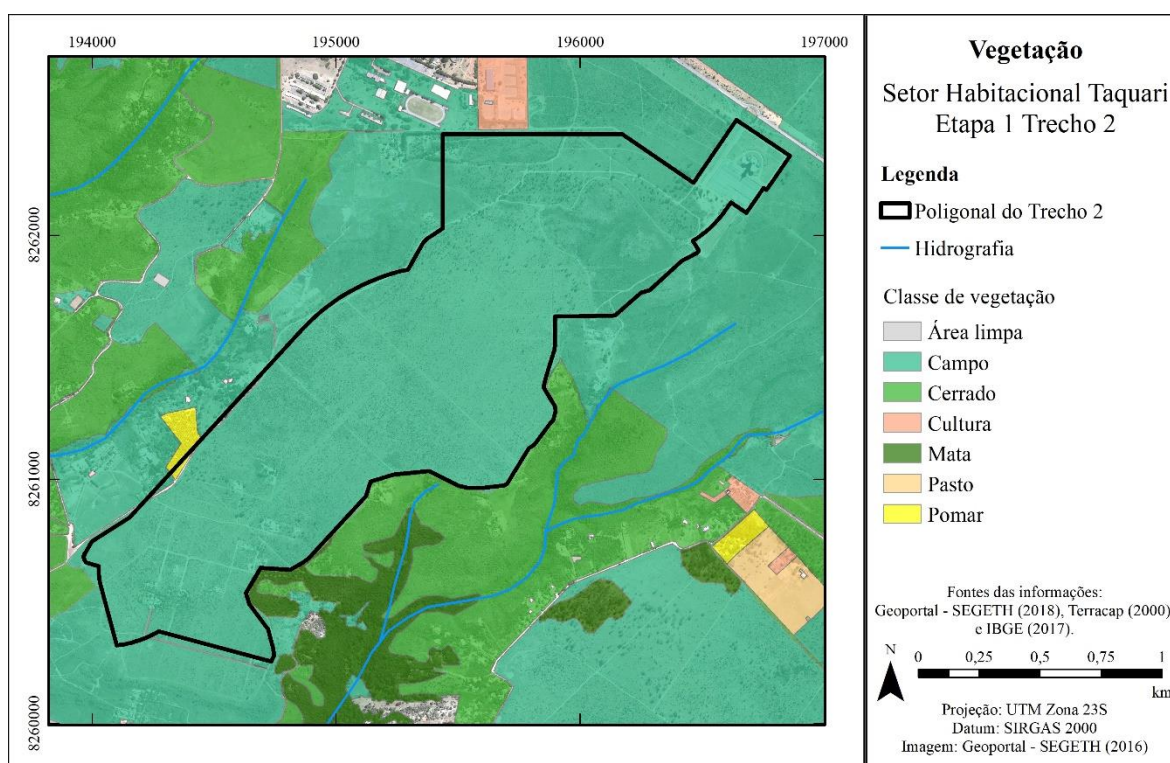 194000
195000
196000
197000
8262000
8261000
8260000
Vegetação
Setor Habitacional Taquari
Etapa 1 Trecho 2
Legenda
Poligonal do Trecho 2
Hidrografia
Classe de vegetação
Área limpa
Campo
Cerrado
Cultura
Mata
Pasto
Pomar
Fontes das informações:
Geoportal - SEGETH (2018), Terracap (2000)
e IBGE (2017).
N
0 0,25 0,5 0,75 1
km
Projeção: UTM Zona 23S
Datum: SIRGAS 2000
Imagem: Geoportal - SEGETH (2016)